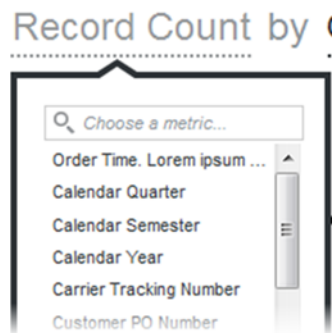 Record Count by
Choose a metric...
Order Time. Lorem ipsum ...
Calendar Quarter
Calendar Semester
Calendar Year
Carrier Tracking Number
Customer PO Number